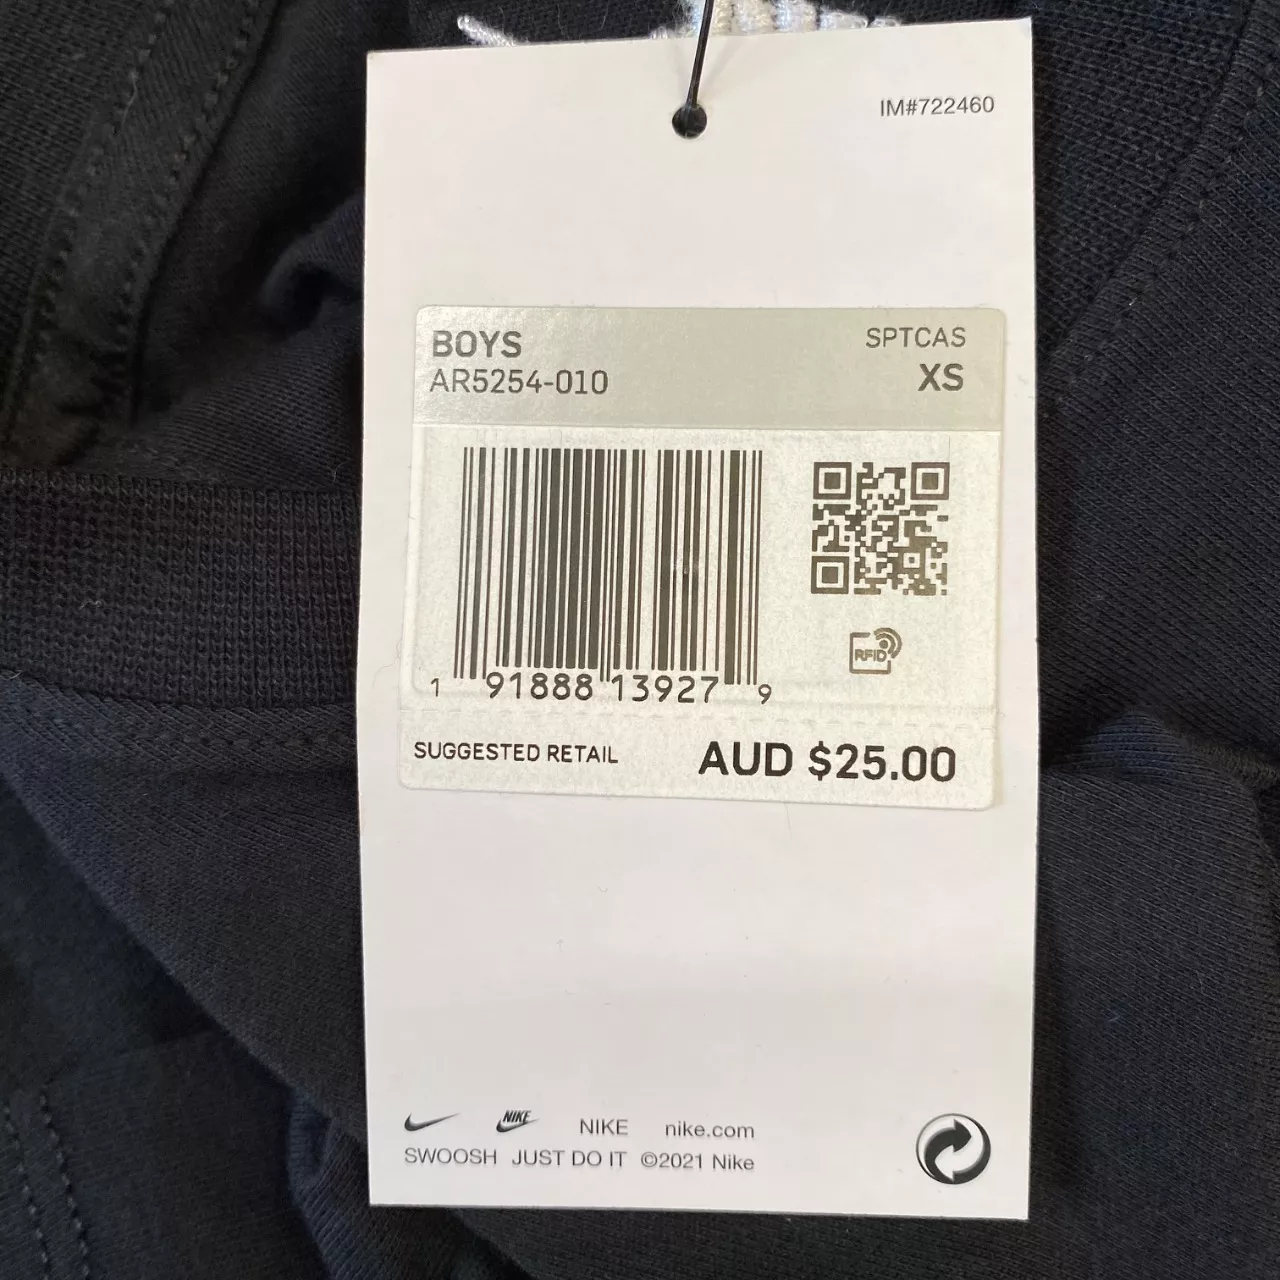 IM#722460
BOYS SPTCAS
AR5254-010 XS
1 91888 13927 9
RFID
SUGGESTED RETAIL AUD $25.00
NIKE NIKE nike.com
SWOOSH JUST DO IT ©2021 Nike